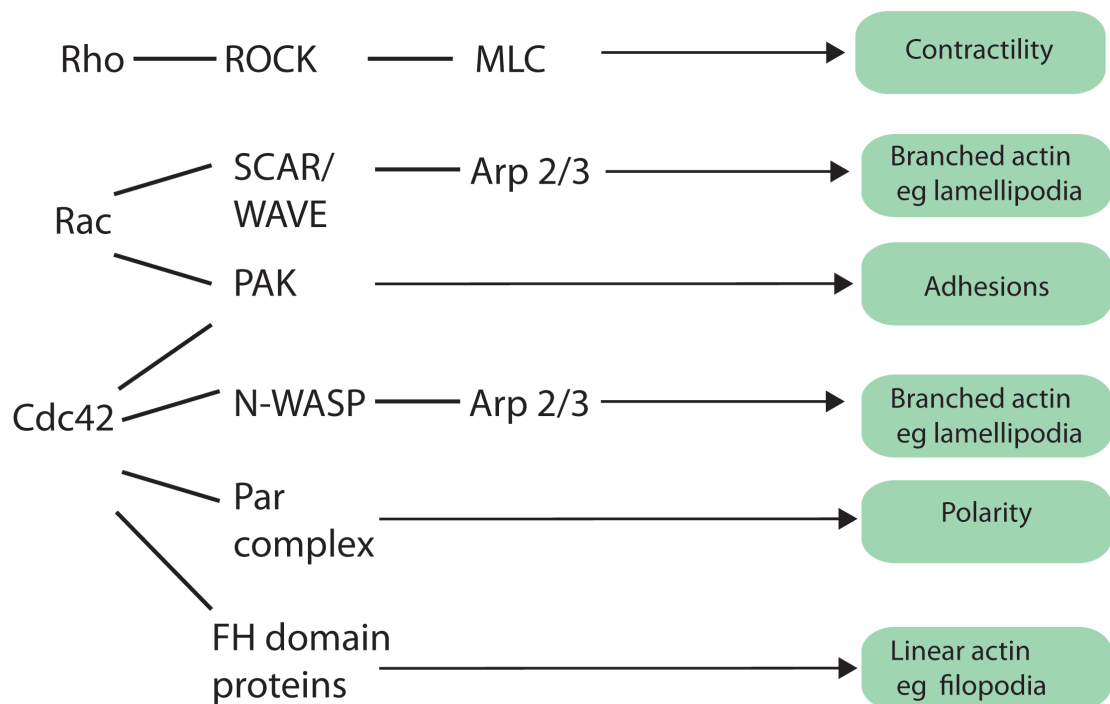 Rho
ROCK
MLC
Contractility
Rac
SCAR/
WAVE
Arp 2/3
Branched actin
eg lamellipodia
PAK
Adhesions
Cdc42
N-WASP
Arp 2/3
Branched actin
eg lamellipodia
Par
complex
Polarity
FH domain
proteins
Linear actin
eg filopodia